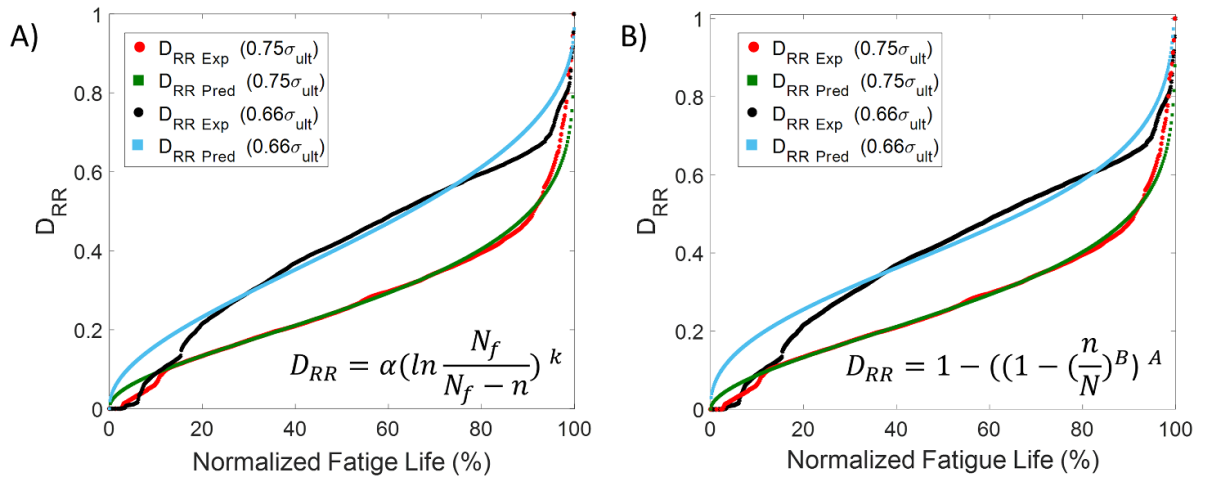 A)
D_RR Exp (0.75σ_ult)
D_RR Pred (0.75σ_ult)
D_RR Exp (0.66σ_ult)
D_RR Pred (0.66σ_ult)
1
0.8
0.6
0.4
0.2
0
D_RR
D_RR = α(ln N_f / (N_f − n))^k
0 20 40 60 80 100
Normalized Fatige Life (%)
B)
D_RR Exp (0.75σ_ult)
D_RR Pred (0.75σ_ult)
D_RR Exp (0.66σ_ult)
D_RR Pred (0.66σ_ult)
1
0.8
0.6
0.4
0.2
0
D_RR
D_RR = 1 − ((1 − (n/N)^B)^A
0 20 40 60 80 100
Normalized Fatigue Life (%)